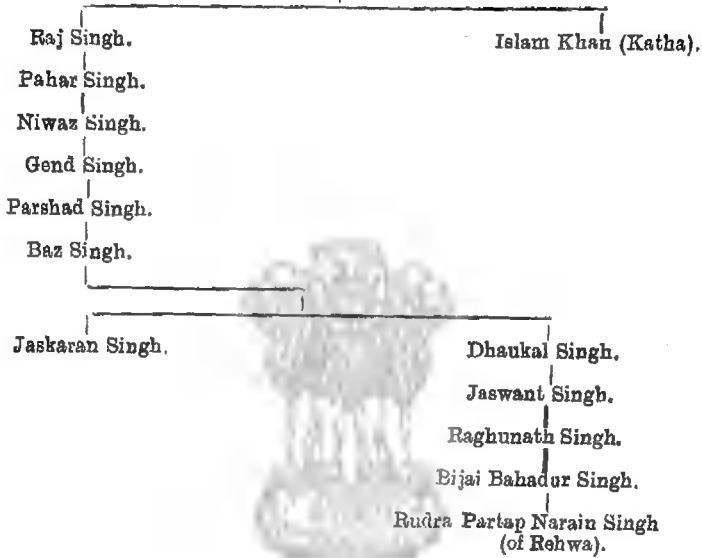 Raj Singh.
Islam Khan (Katha).
Pahar Singh.
Niwaz Singh.
Gend Singh.
Parshad Singh.
Baz Singh.
Jaskaran Singh.
Dhaukal Singh.
Jaswant Singh.
Raghunath Singh.
Bijai Bahadur Singh.
Rudra Partap Narain Singh
(of Rehwa).